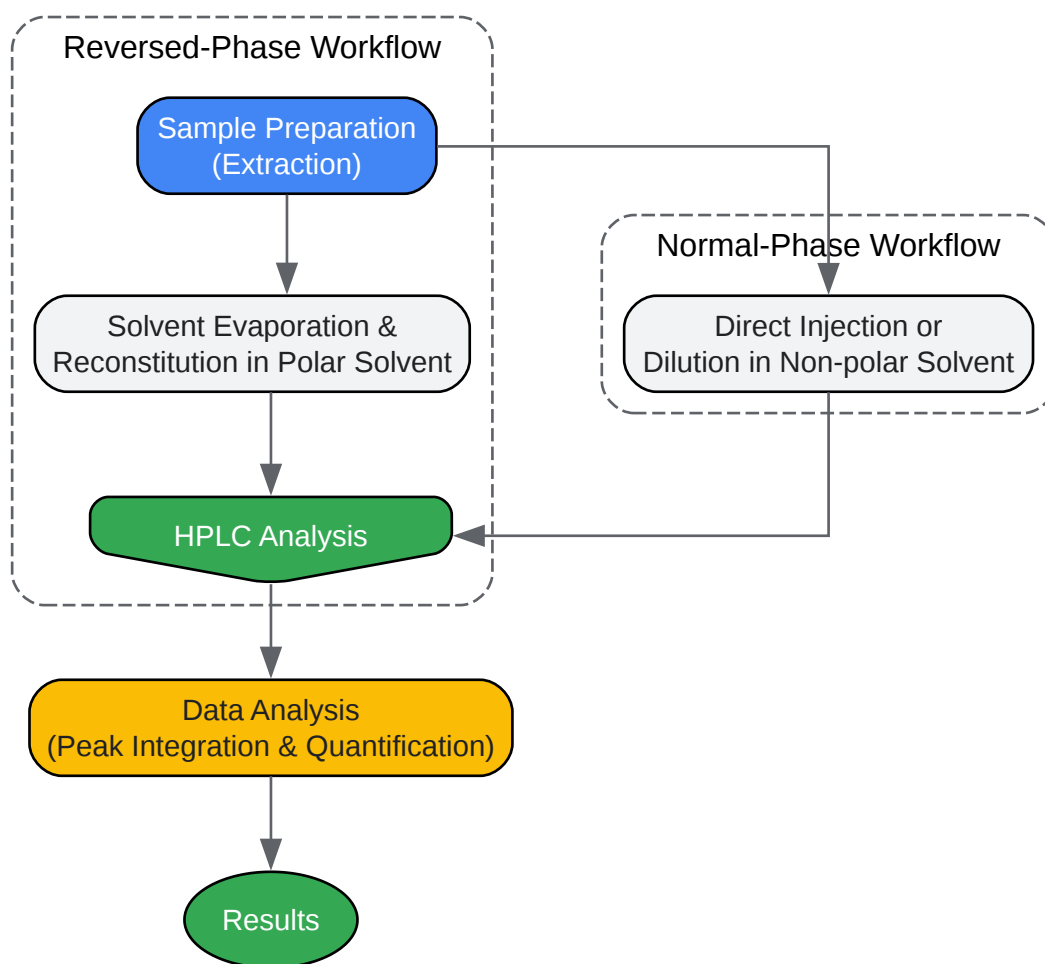 Reversed-Phase Workflow
Sample Preparation
(Extraction)
Normal-Phase Workflow
Solvent Evaporation &
Reconstitution in Polar Solvent
Direct Injection or
Dilution in Non-polar Solvent
HPLC Analysis
Data Analysis
(Peak Integration & Quantification)
Results